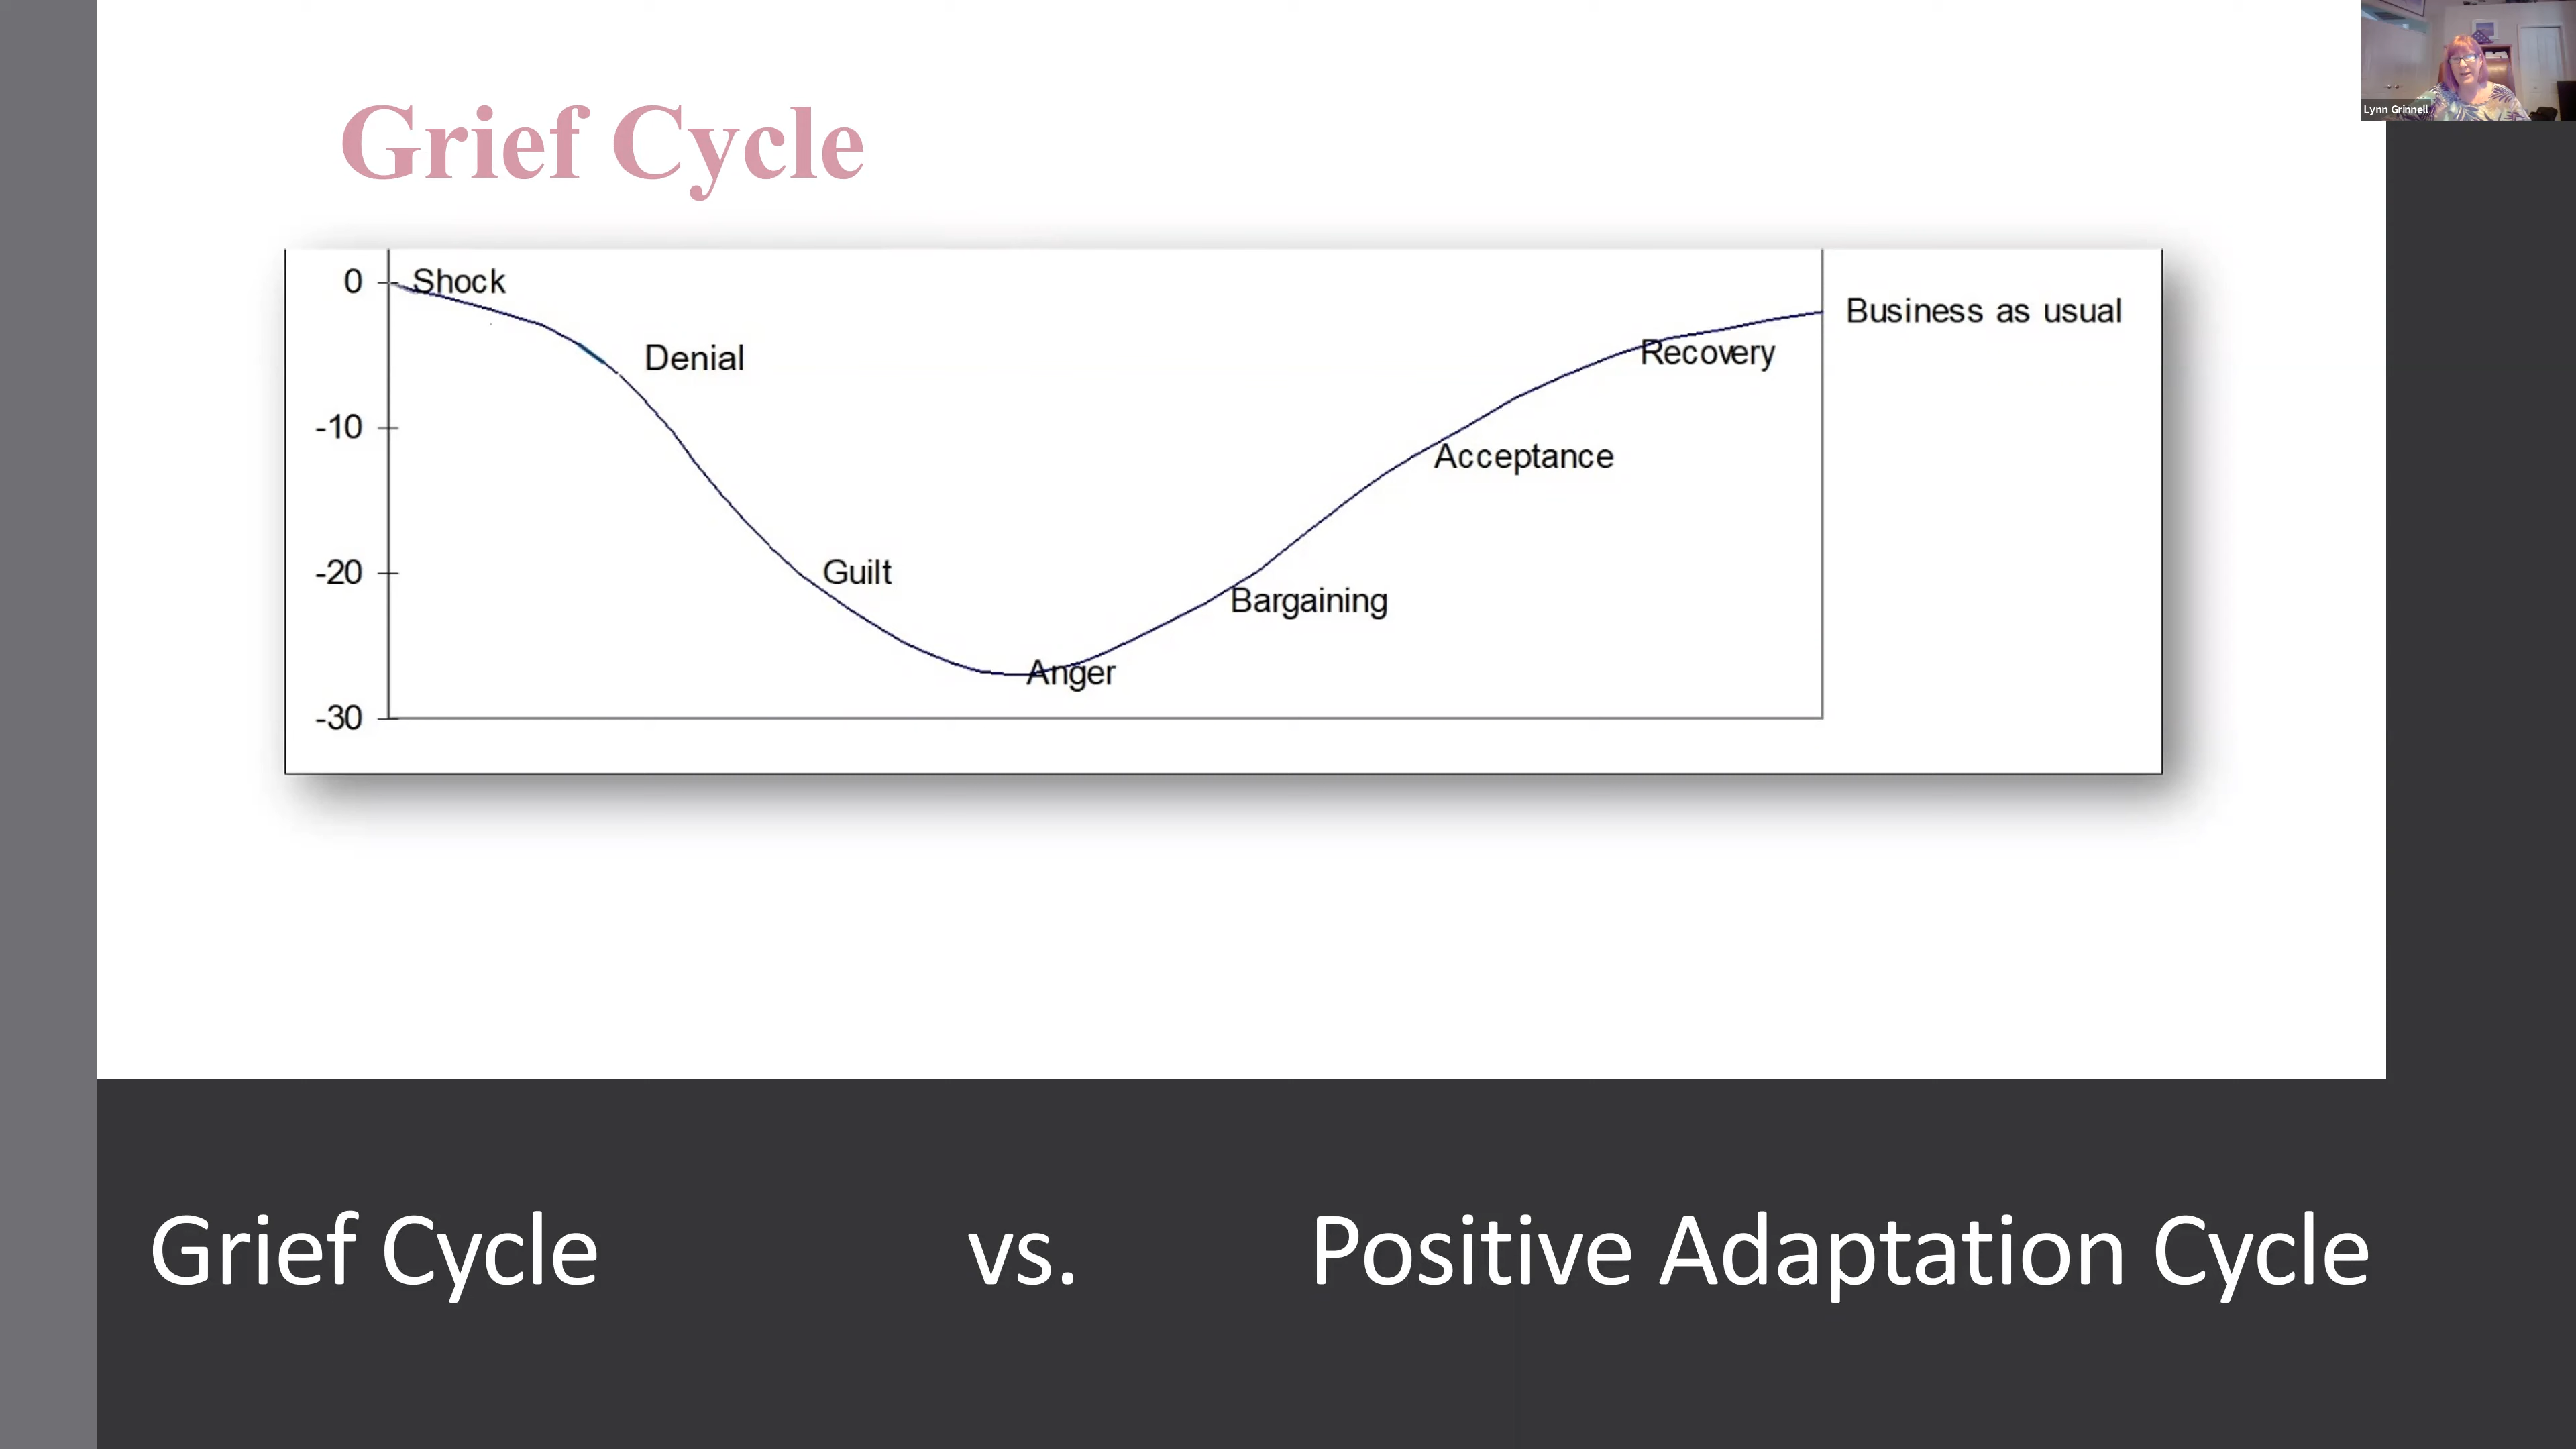 Lynn Grinnell
Grief Cycle
0
Shock
Business as usual
Denial
Recovery
-10
Acceptance
-20
Guilt
Bargaining
Anger
-30
Grief Cycle vs. Positive Adaptation Cycle